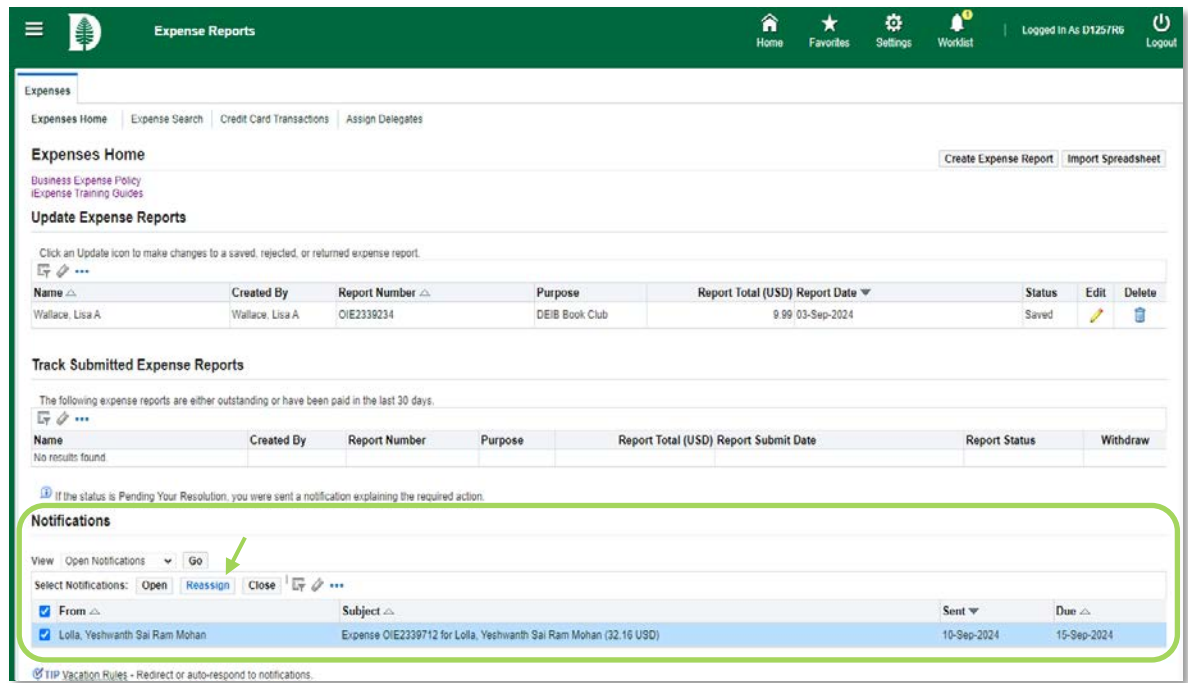 Expense Reports
Home Favorites Settings Worklist Logged In As D1257R6 Logout
Expenses
Expenses Home Expense Search Credit Card Transactions Assign Delegates
Expenses Home
Create Expense Report Import Spreadsheet
Business Expense Policy
iExpense Training Guides
Update Expense Reports
Click an Update icon to make changes to a saved, rejected, or returned expense report.
Name Created By Report Number Purpose Report Total (USD) Report Date Status Edit Delete
Wallace, Lisa A Wallace, Lisa A OIE2339234 DEIB Book Club 9.99 03-Sep-2024 Saved
Track Submitted Expense Reports
The following expense reports are either outstanding or have been paid in the last 30 days.
Name Created By Report Number Purpose Report Total (USD) Report Submit Date Report Status Withdraw
No results found.
If the status is Pending Your Resolution, you were sent a notification explaining the required action.
Notifications
View Open Notifications Go
Select Notifications: Open Reassign Close
From Subject Sent Due
Lolla, Yeshwanth Sai Ram Mohan Expense OIE2339712 for Lolla, Yeshwanth Sai Ram Mohan (32.16 USD) 10-Sep-2024 15-Sep-2024
TIP Vacation Rules - Redirect or auto-respond to notifications.